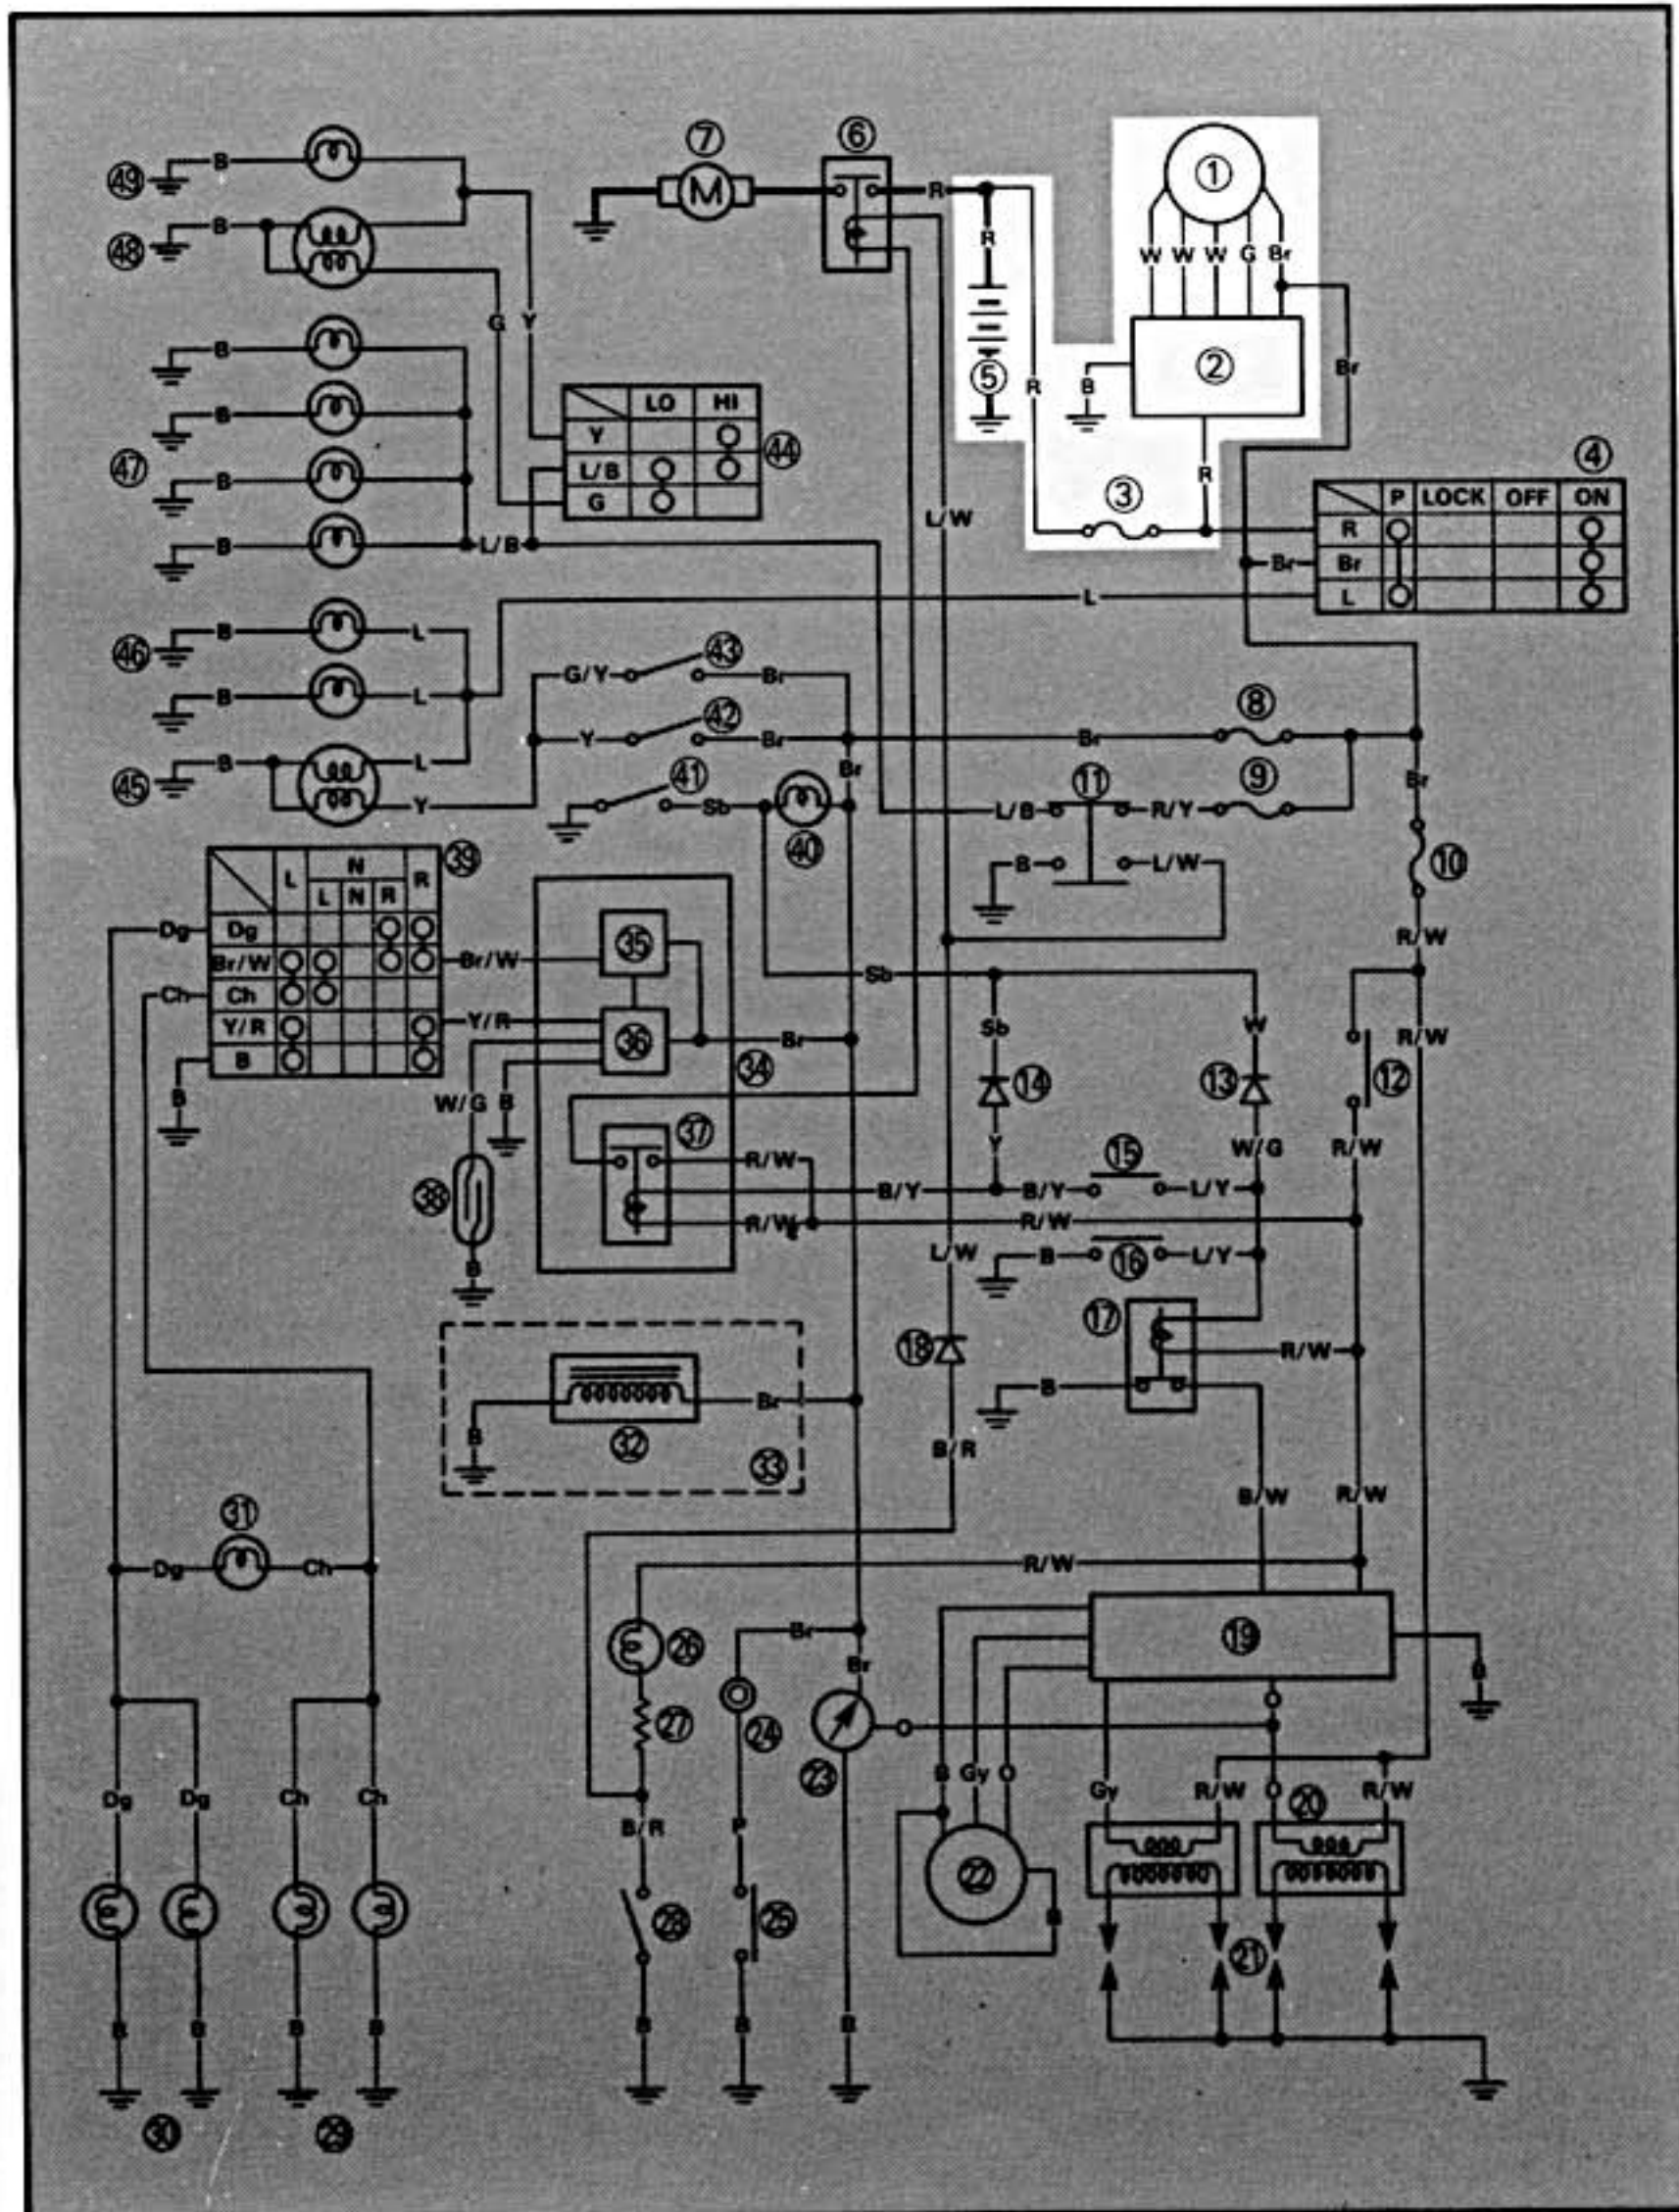 ⑦ ⑥ ①
㊾ B
M R
㊽ B
R W W W G Br
G Y
B
⑤ ② Br
B R B
LO HI
Y ㊹
B L/B
㊼ B G
④
③ R
P LOCK OFF ON
L/W R
B L/B Br Br
L L
㊻ B L G/Y ㊸ Br
B L Y ㊷ Br Br ⑧
㊺ B L ㊶ Br ⑪ ⑨ Br
Y Sb ㊵ L/B R/Y
B L/W ⑩
㊴
L N R
L N R
Dg Dg R/W
Br/W Br/W ㉟ Sb
Ch Ch
Y/R Y/R ㊱ Br Sb W R/W
B ㉞ ⑭ ⑬ ⑫
B W/G B
㊲ R/W Y ⑮ W/G R/W
㊳ B/Y B/Y L/Y
R/W R/W
B L/W B ⑯ L/Y
⑰
⑱ R/W
B
Br
B ㉜ ㉝ B/R
B/W R/W
㉛
Dg Ch R/W
㉖ Br ⑲
Br B
㉗ ㉔ ㉓ B Gy O
Dg Dg Ch Ch Gy R/W O ⑳ R/W
B/R P
㉒
㉘ ㉕ B ㉑
B B B B B B B
㉚ ㉙